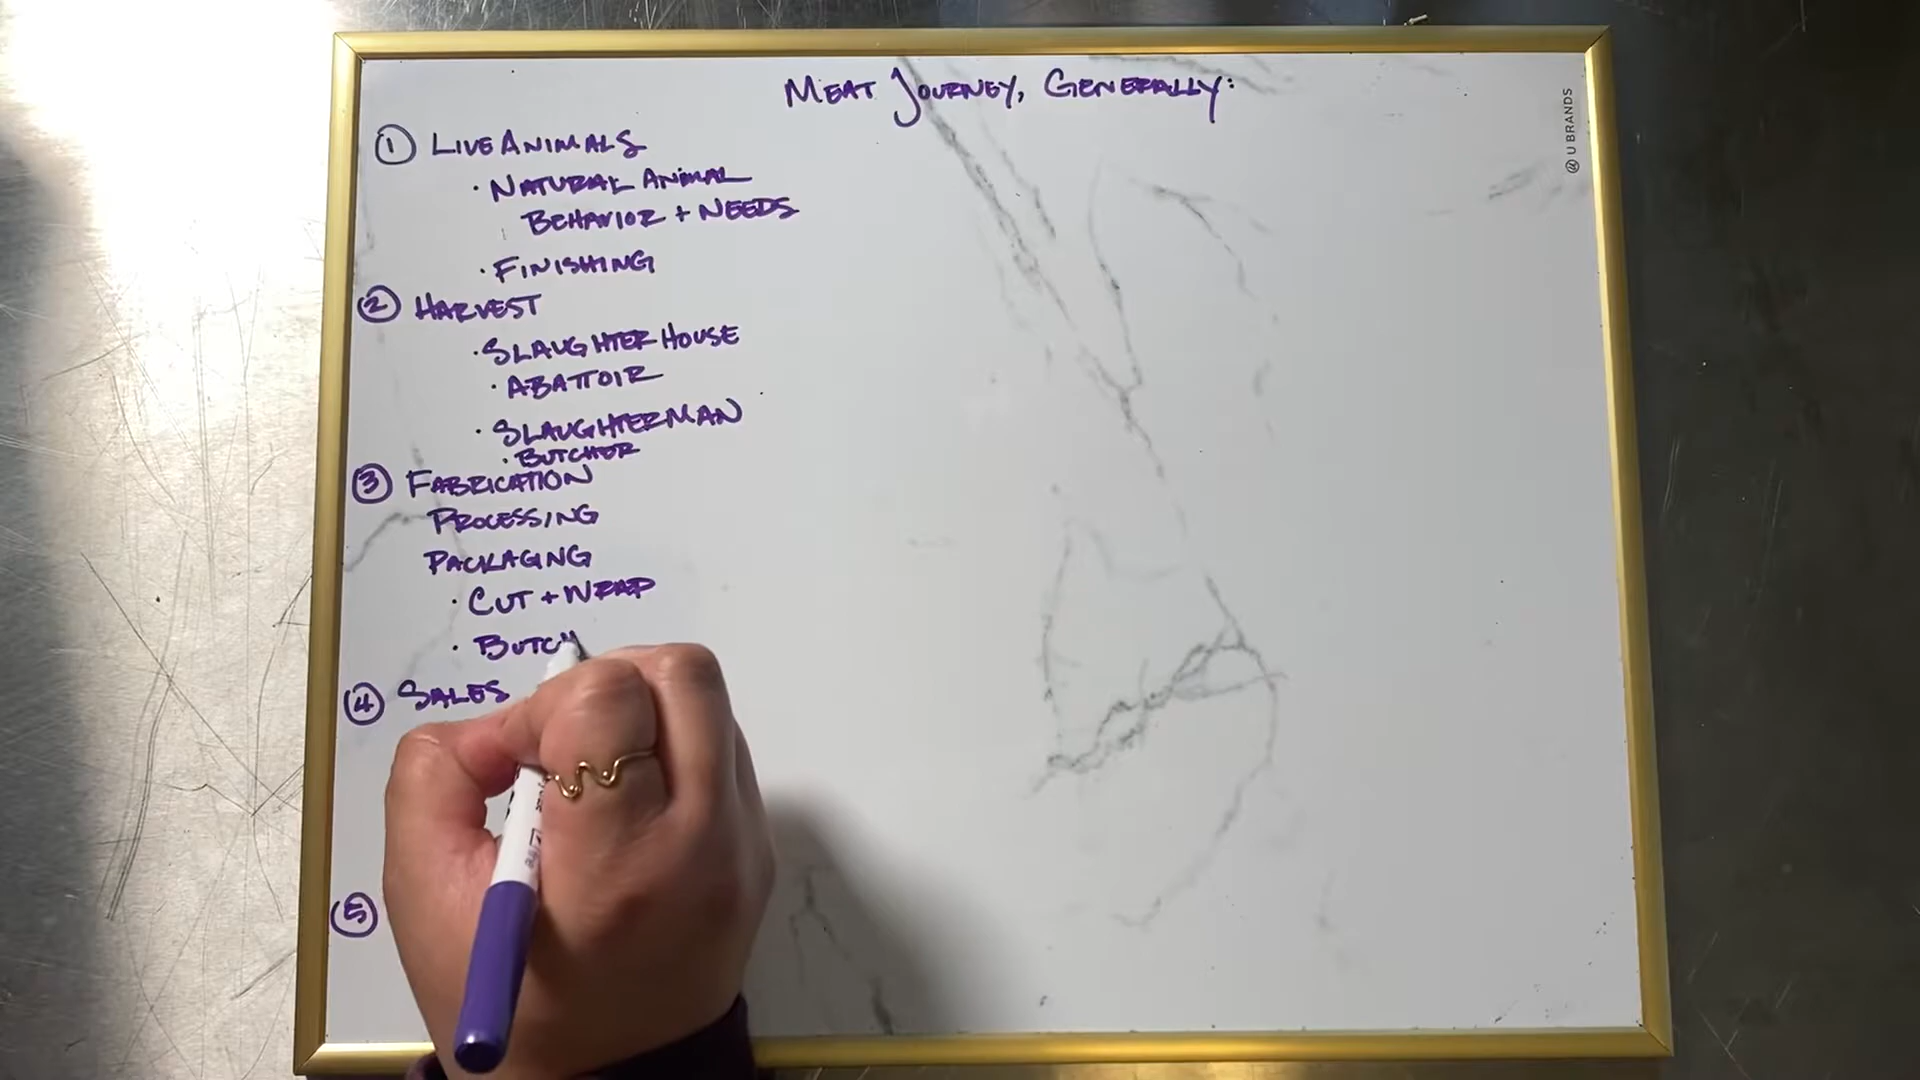 MEAT JOURNEY, GENERALLY:
① LIVE ANIMALS
· NATURAL ANIMAL
BEHAVIOR + NEEDS
· FINISHING
② HARVEST
· SLAUGHTER HOUSE
· ABATTOIR
· SLAUGHTERMAN
· BUTCHER
③ FABRICATION
PROCESSING
PACKAGING
· CUT + WRAP
· BUTCH
④ SALES
⑤
@ U BRANDS